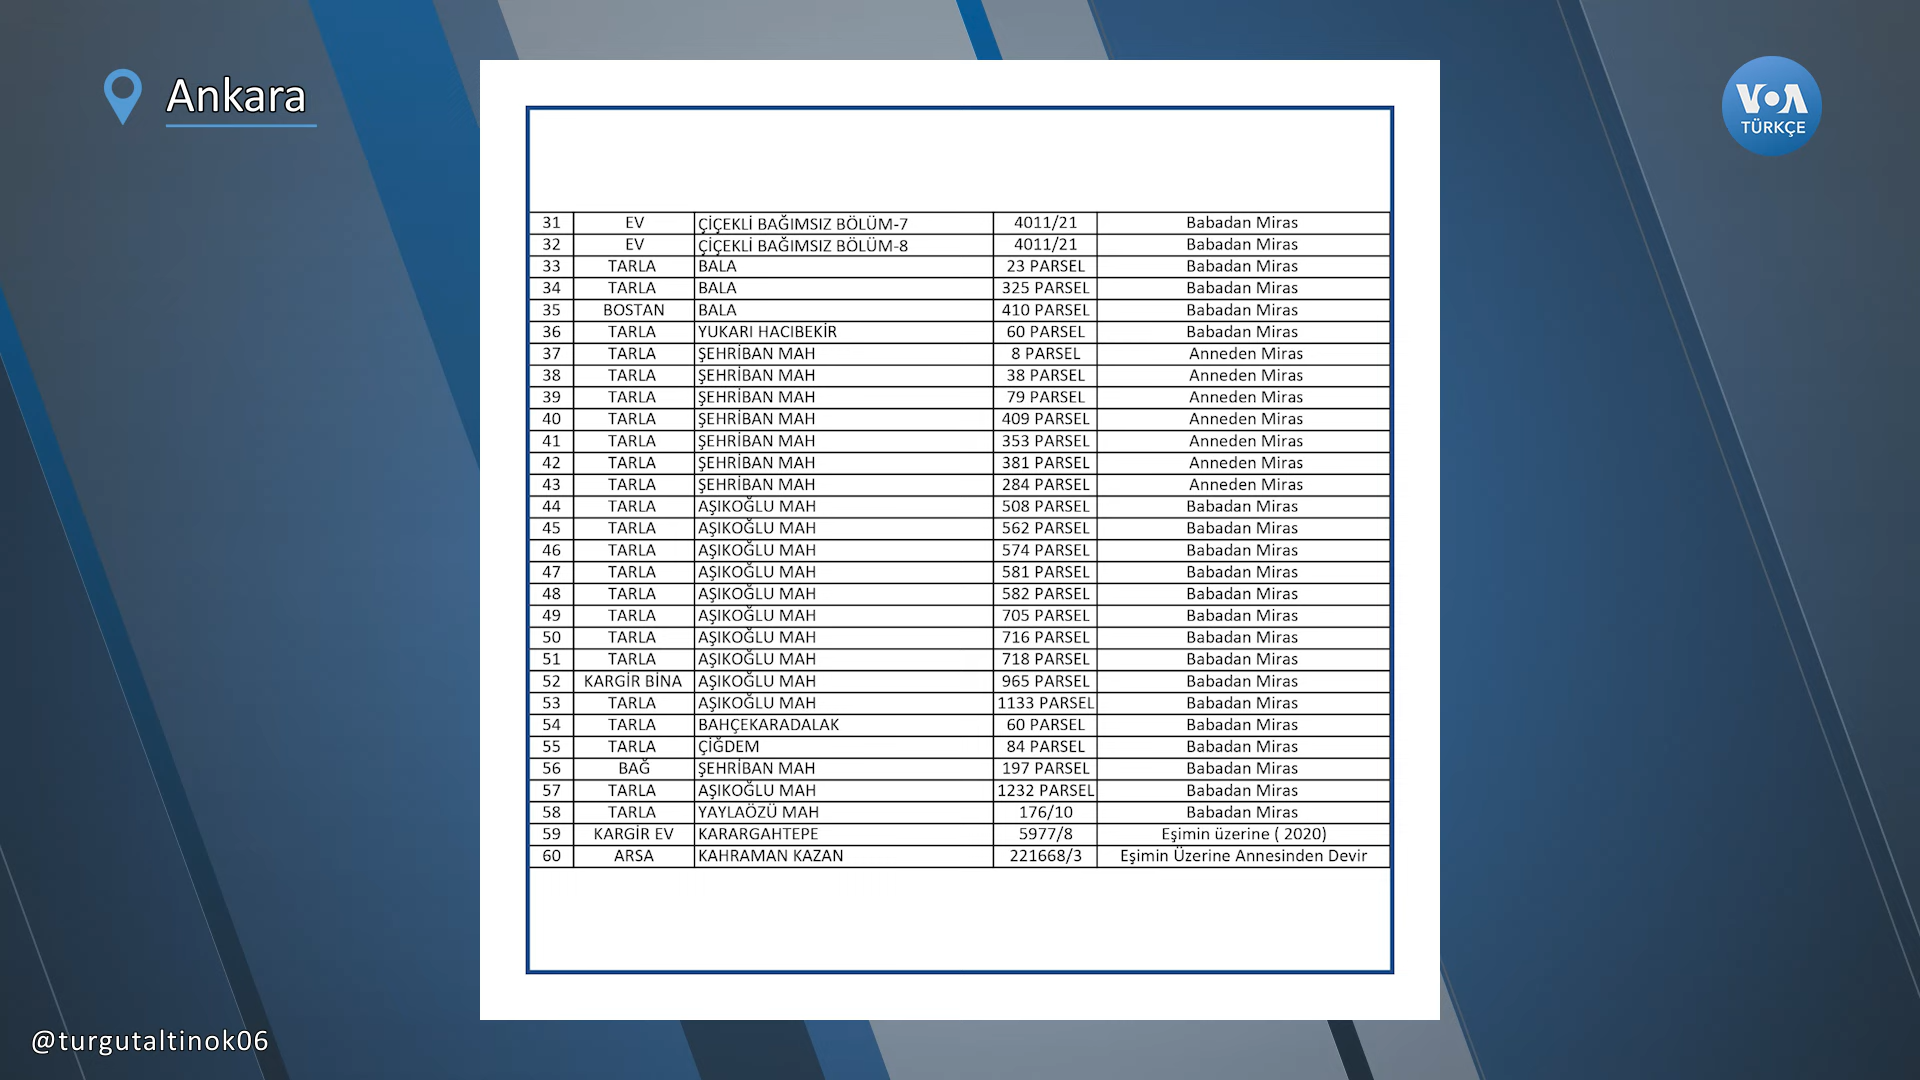 Ankara
VOA
TÜRKÇE
31 EV ÇİÇEKLİ BAĞIMSIZ BÖLÜM-7 4011/21 Babadan Miras
32 EV ÇİÇEKLİ BAĞIMSIZ BÖLÜM-8 4011/21 Babadan Miras
33 TARLA BALA 23 PARSEL Babadan Miras
34 TARLA BALA 325 PARSEL Babadan Miras
35 BOSTAN BALA 410 PARSEL Babadan Miras
36 TARLA YUKARI HACIBEKİR 60 PARSEL Babadan Miras
37 TARLA ŞEHRİBAN MAH 8 PARSEL Anneden Miras
38 TARLA ŞEHRİBAN MAH 38 PARSEL Anneden Miras
39 TARLA ŞEHRİBAN MAH 79 PARSEL Anneden Miras
40 TARLA ŞEHRİBAN MAH 409 PARSEL Anneden Miras
41 TARLA ŞEHRİBAN MAH 353 PARSEL Anneden Miras
42 TARLA ŞEHRİBAN MAH 381 PARSEL Anneden Miras
43 TARLA ŞEHRİBAN MAH 284 PARSEL Anneden Miras
44 TARLA AŞIKOĞLU MAH 508 PARSEL Babadan Miras
45 TARLA AŞIKOĞLU MAH 562 PARSEL Babadan Miras
46 TARLA AŞIKOĞLU MAH 574 PARSEL Babadan Miras
47 TARLA AŞIKOĞLU MAH 581 PARSEL Babadan Miras
48 TARLA AŞIKOĞLU MAH 582 PARSEL Babadan Miras
49 TARLA AŞIKOĞLU MAH 705 PARSEL Babadan Miras
50 TARLA AŞIKOĞLU MAH 716 PARSEL Babadan Miras
51 TARLA AŞIKOĞLU MAH 718 PARSEL Babadan Miras
52 KARGİR BİNA AŞIKOĞLU MAH 965 PARSEL Babadan Miras
53 TARLA AŞIKOĞLU MAH 1133 PARSEL Babadan Miras
54 TARLA BAHÇEKARADALAK 60 PARSEL Babadan Miras
55 TARLA ÇİĞDEM 84 PARSEL Babadan Miras
56 BAĞ ŞEHRİBAN MAH 197 PARSEL Babadan Miras
57 TARLA AŞIKOĞLU MAH 1232 PARSEL Babadan Miras
58 TARLA YAYLAÖZÜ MAH 176/10 Babadan Miras
59 KARGİR EV KARARGAHTEPE 5977/8 Eşimin üzerine ( 2020)
60 ARSA KAHRAMAN KAZAN 221668/3 Eşimin Üzerine Annesinden Devir
@turgutaltinok06